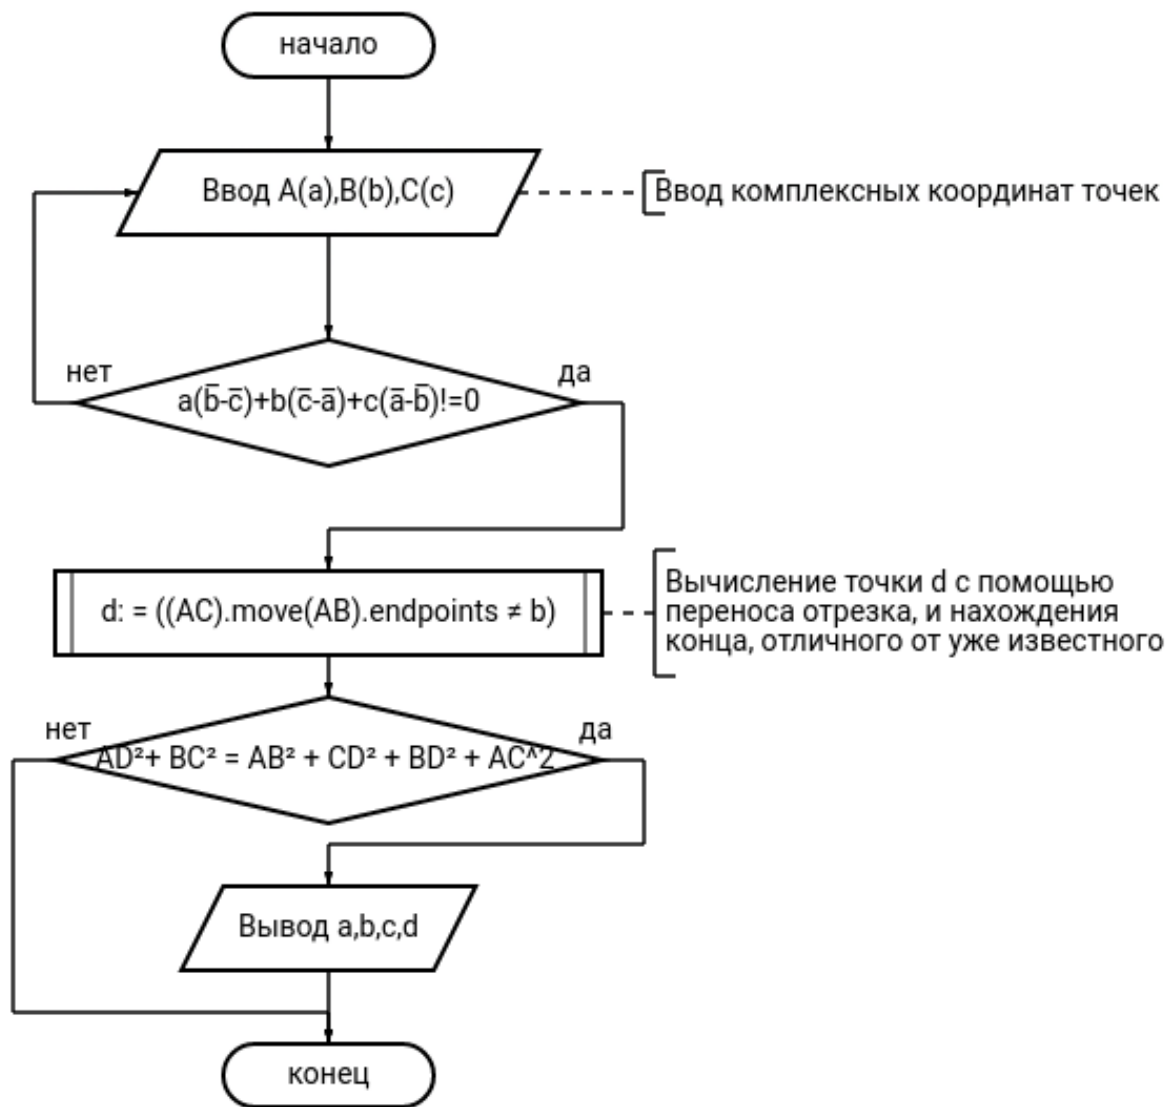 начало
Ввод A(a),B(b),C(c)
Ввод комплексных координат точек
нет
да
a(b̅-c̅)+b(c̅-a̅)+c(a̅-b̅)!=0
d: = ((AC).move(AB).endpoints ≠ b)
Вычисление точки d с помощью
переноса отрезка, и нахождения
конца, отличного от уже известного
нет
да
AD²+ BC² = AB² + CD² + BD² + AC^2
Вывод a,b,c,d
конец